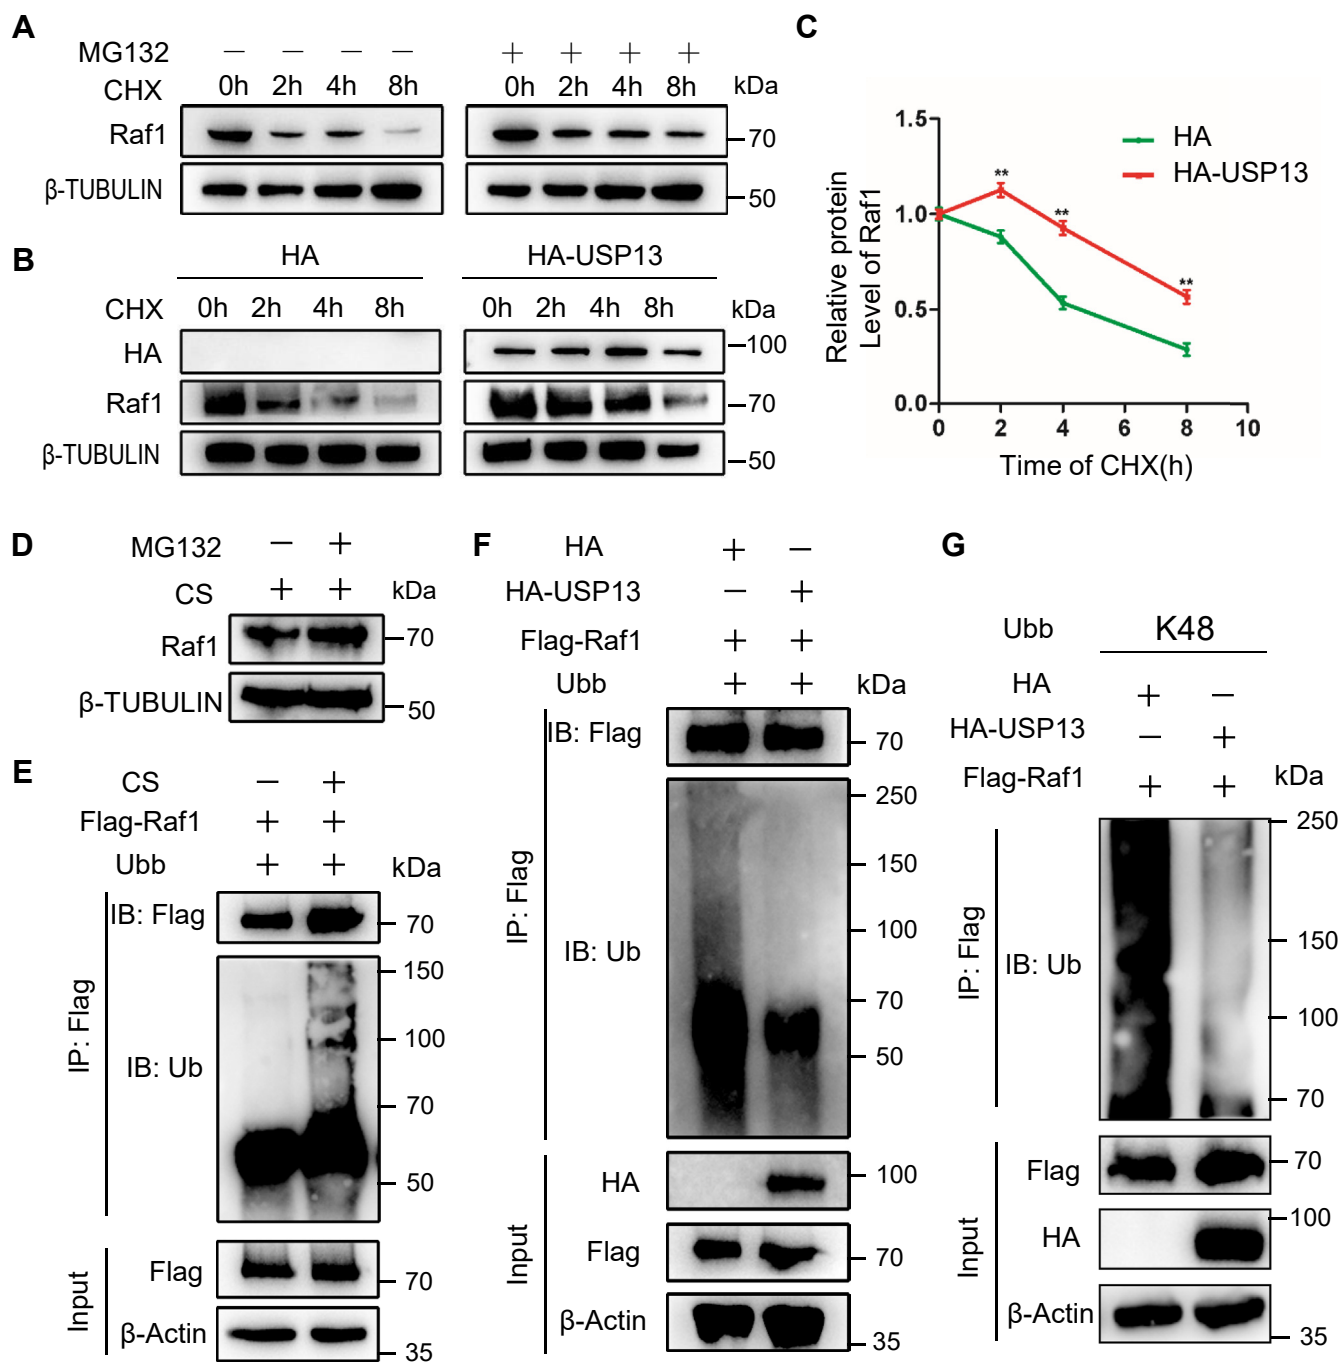 A
MG132 − − − − + + + +
CHX 0h 2h 4h 8h 0h 2h 4h 8h kDa
Raf1 70
β-TUBULIN 50
B
HA HA-USP13
CHX 0h 2h 4h 8h 0h 2h 4h 8h kDa
HA 100
Raf1 70
β-TUBULIN 50
C
Relative protein
Level of Raf1
1.5
1.0
0.5
0.0
0 2 4 6 8 10
Time of CHX(h)
HA
HA-USP13
** ** **
D
MG132 − +
CS + + kDa
Raf1 70
β-TUBULIN 50
E
CS − +
Flag-Raf1 + +
Ubb + + kDa
IP: Flag
IB: Flag 70
IB: Ub
150
100
70
50
Input
Flag 70
β-Actin 35
F
HA + −
HA-USP13 − +
Flag-Raf1 + +
Ubb + + kDa
IP: Flag
IB: Flag 70
IB: Ub
250
150
100
70
50
Input
HA 100
Flag 70
β-Actin 35
G
Ubb K48
HA + −
HA-USP13 − +
Flag-Raf1 + + kDa
IP: Flag
IB: Ub
250
150
100
70
Input
Flag 70
HA 100
β-Actin 35